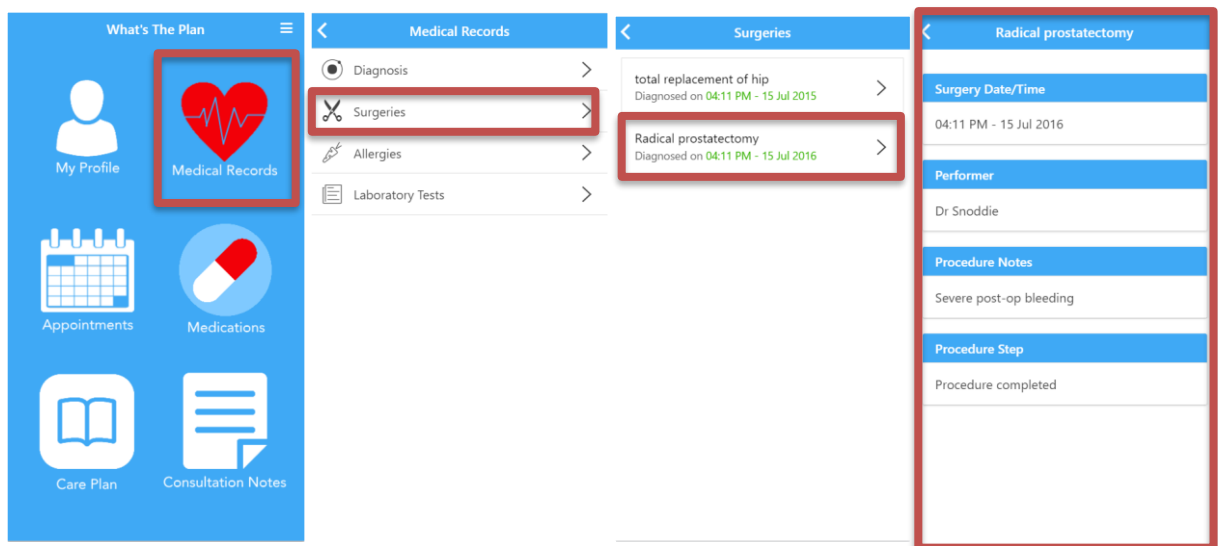 What's The Plan
My Profile
Medical Records
Appointments
Medications
Care Plan
Consultation Notes
Medical Records
Diagnosis
Surgeries
Allergies
Laboratory Tests
Surgeries
total replacement of hip
Diagnosed on 04:11 PM - 15 Jul 2015
Radical prostatectomy
Diagnosed on 04:11 PM - 15 Jul 2016
Radical prostatectomy
Surgery Date/Time
04:11 PM - 15 Jul 2016
Performer
Dr Snoddie
Procedure Notes
Severe post-op bleeding
Procedure Step
Procedure completed